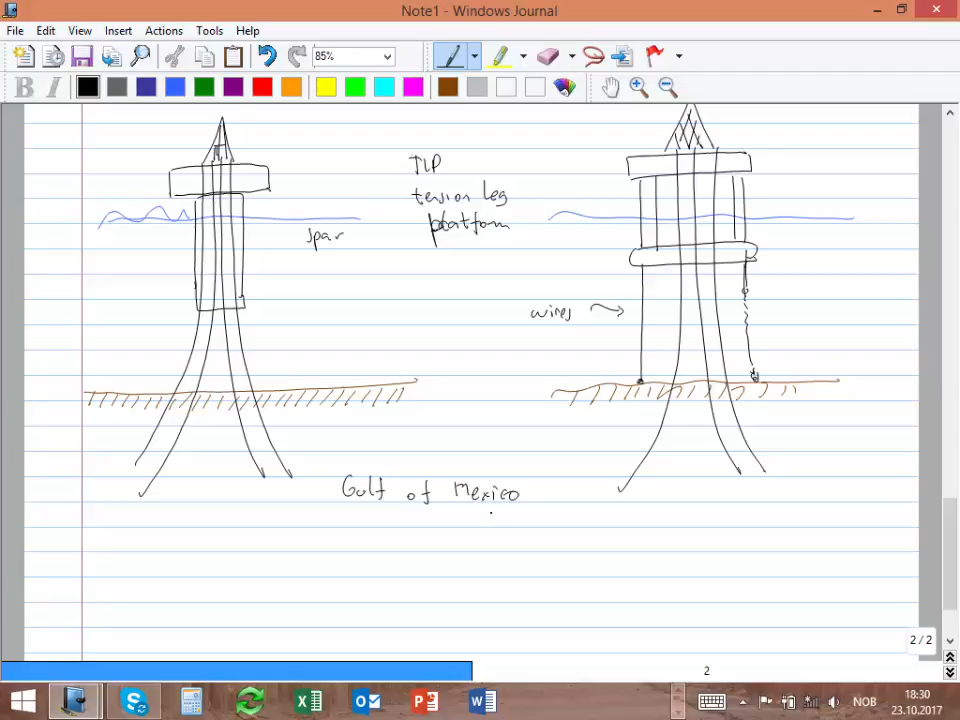 Note1 - Windows Journal
File Edit View Insert Actions Tools Help
85%
B I
TLP
tension leg
platform
spar
wires
Gulf of Mexico
2 / 2
2
NOB
18:30
23.10.2017